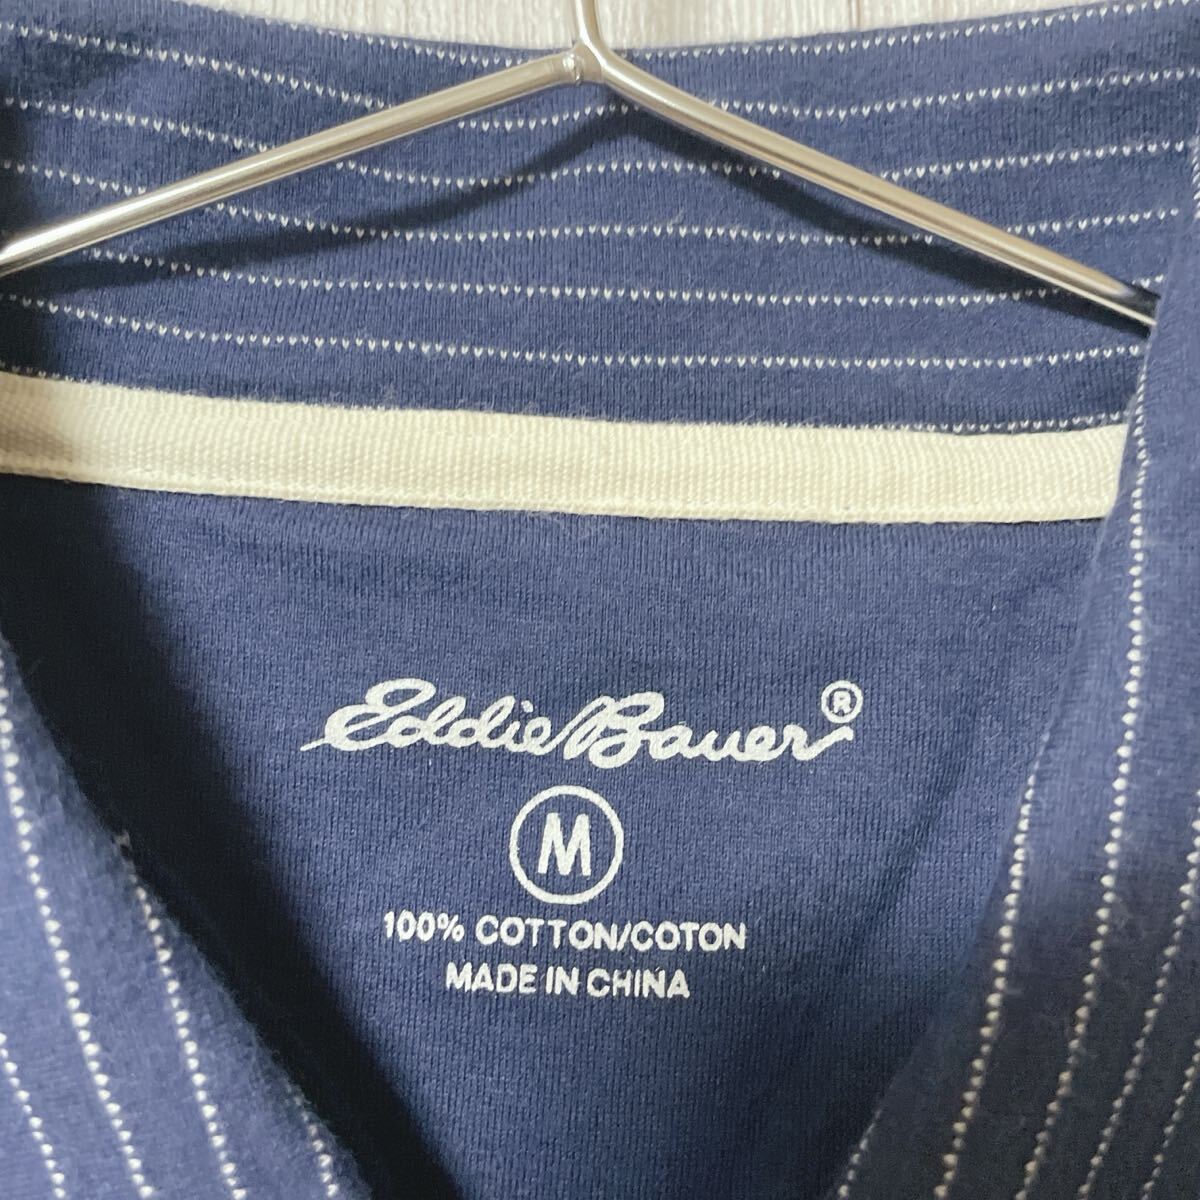 Eddie Bauer®
M
100% COTTON/COTON
MADE IN CHINA